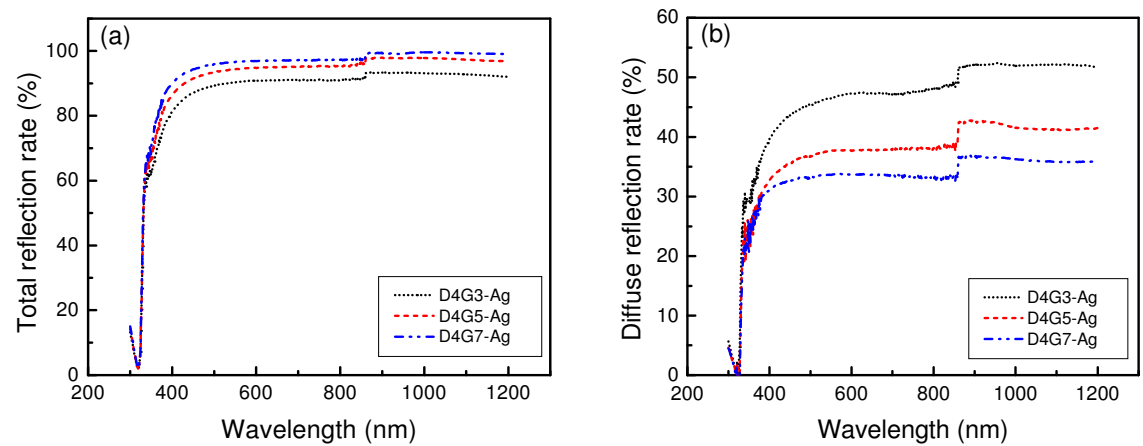 (a)
Total reflection rate (%)
100
80
60
40
20
0
D4G3-Ag
D4G5-Ag
D4G7-Ag
200 400 600 800 1000 1200
Wavelength (nm)
(b)
Diffuse reflection rate (%)
60
50
40
30
20
10
0
D4G3-Ag
D4G5-Ag
D4G7-Ag
200 400 600 800 1000 1200
Wavelength (nm)